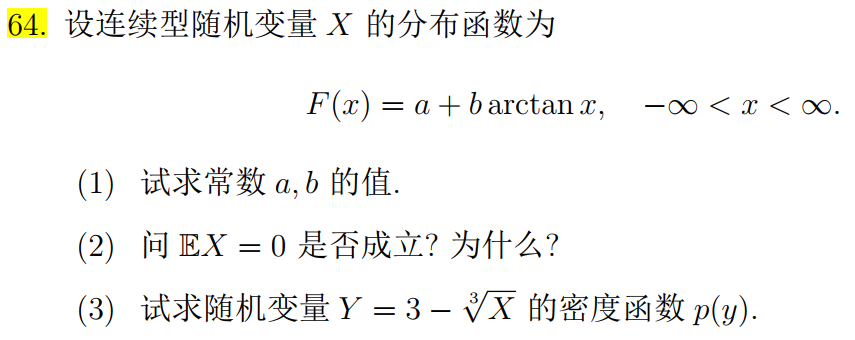 64. 设连续型随机变量 X 的分布函数为
F(x) = a + b arctan x, −∞ < x < ∞.
(1) 试求常数 a, b 的值.
(2) 问 𝔼X = 0 是否成立? 为什么?
(3) 试求随机变量 Y = 3 − ∛X 的密度函数 p(y).